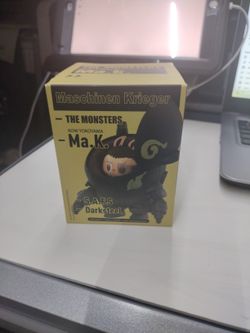 Maschinen Krieger
— THE MONSTERS
KOW YOKOYAMA
— Ma.K.
S.A.F.S
Darksteel